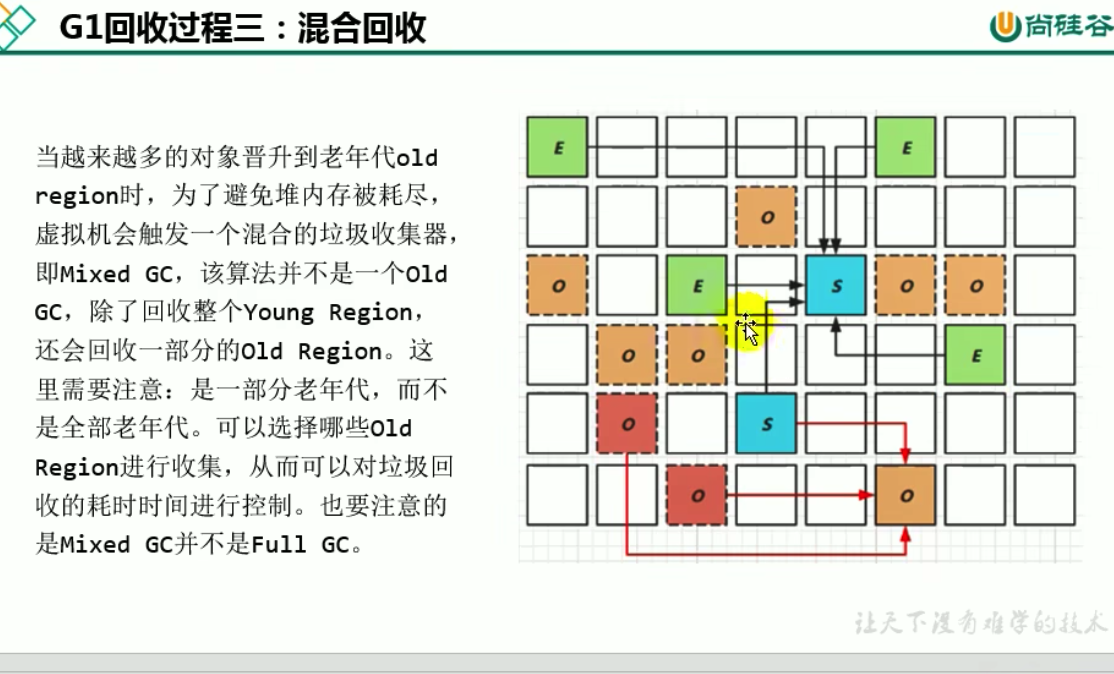 G1回收过程三：混合回收
尚硅谷
当越来越多的对象晋升到老年代old
region时，为了避免堆内存被耗尽，
虚拟机会触发一个混合的垃圾收集器，
即Mixed GC，该算法并不是一个Old
GC，除了回收整个Young Region，
还会回收一部分的Old Region。这
里需要注意：是一部分老年代，而不
是全部老年代。可以选择哪些Old
Region进行收集，从而可以对垃圾回
收的耗时时间进行控制。也要注意的
是Mixed GC并不是Full GC。
E E
O
O E S O O
O O E
O S
O O
让天下没有难学的技术